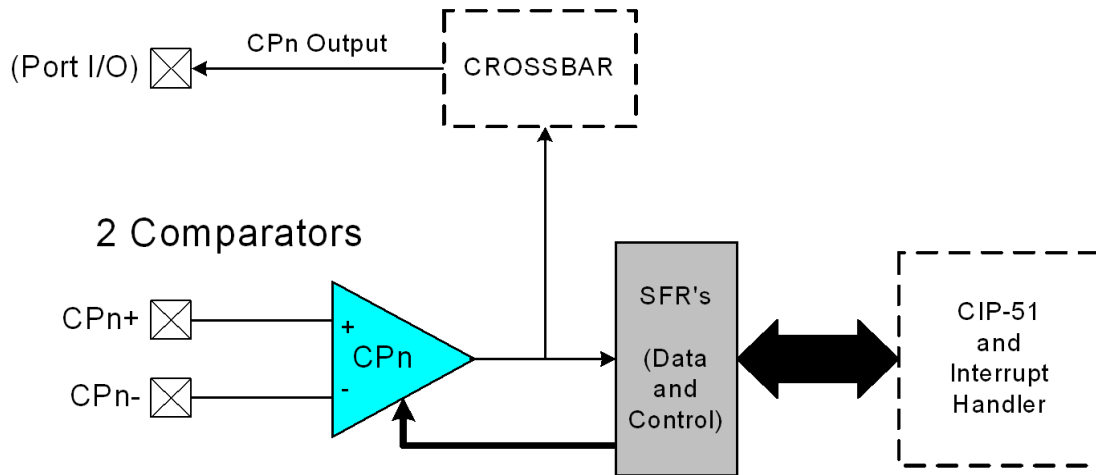 (Port I/O)
CPn Output
CROSSBAR
2 Comparators
CPn+
CPn-
+
CPn
-
SFR's
(Data
and
Control)
CIP-51
and
Interrupt
Handler